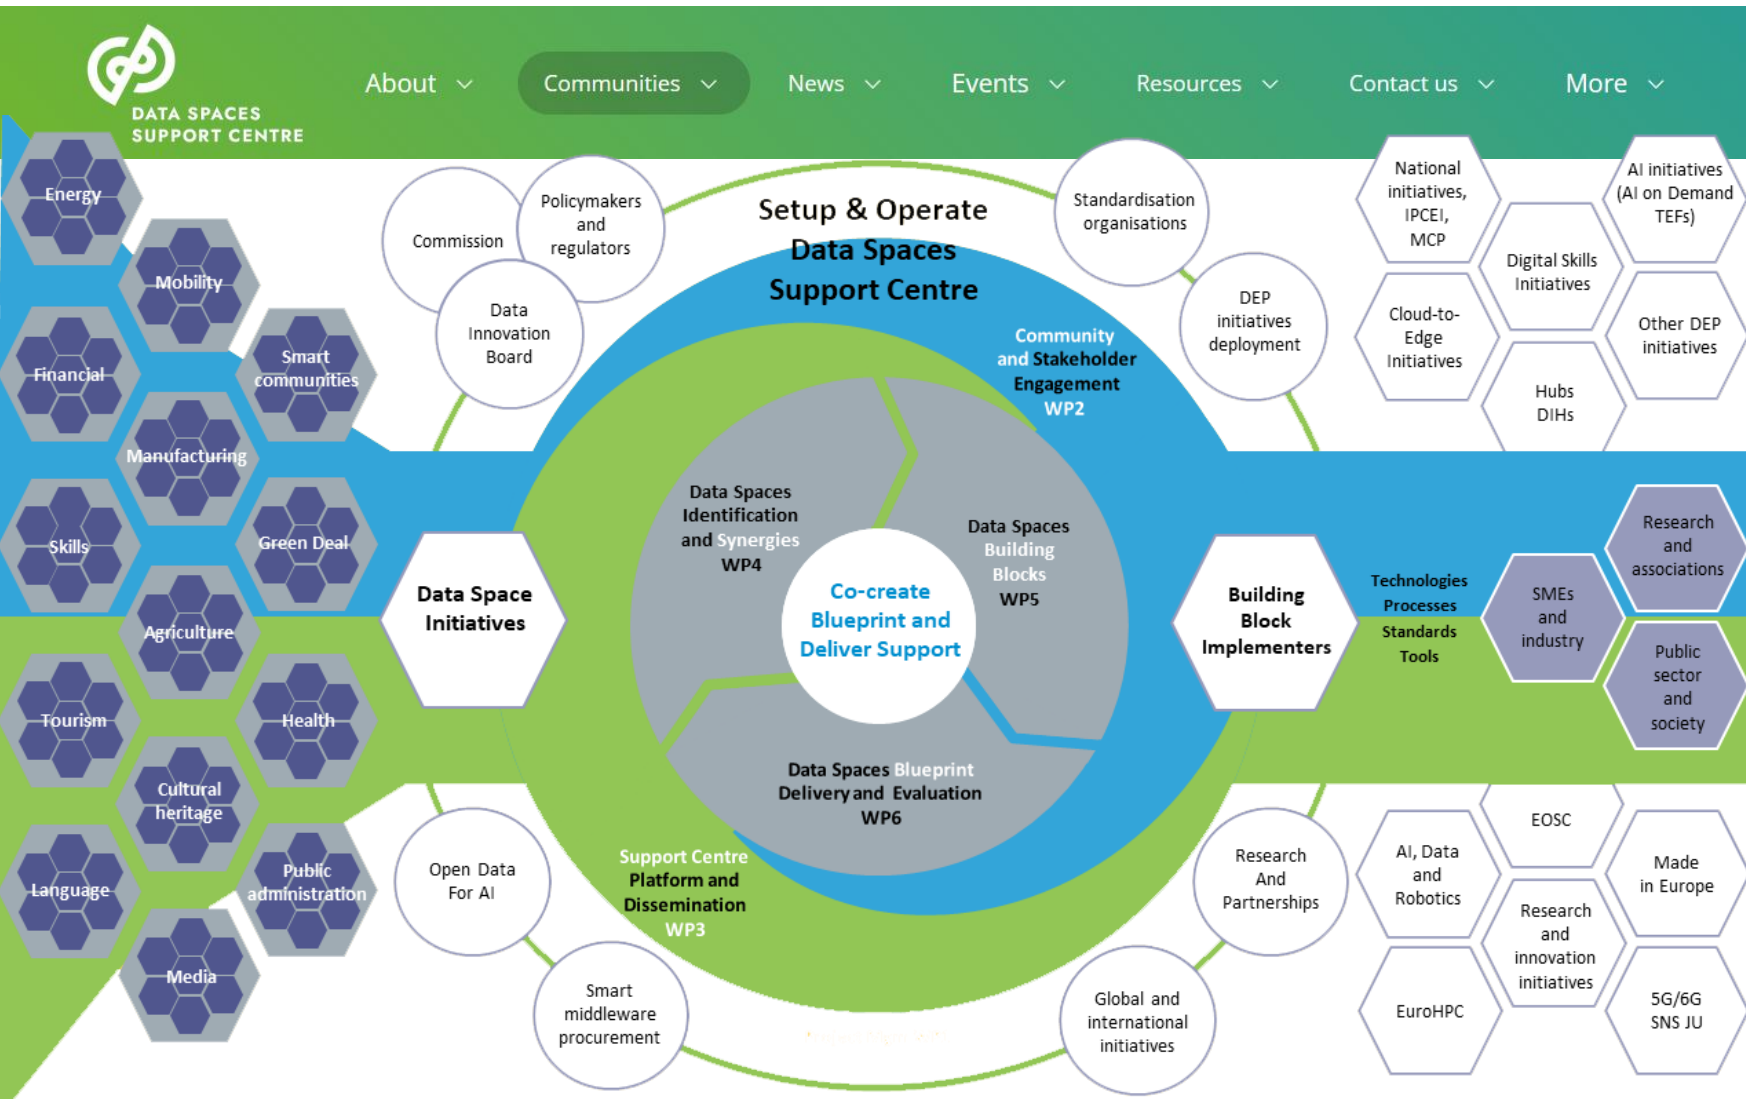 DATA SPACES
SUPPORT CENTRE
About
Communities
News
Events
Resources
Contact us
More
Energy
Mobility
Financial
Smart
communities
Manufacturing
Skills
Green Deal
Agriculture
Tourism
Health
Cultural
heritage
Language
Public
administration
Media
Commission
Policymakers
and
regulators
Data
Innovation
Board
Setup & Operate
Data Spaces
Support Centre
Standardisation
organisations
DEP
initiatives
deployment
Community
and Stakeholder
Engagement
WP2
Data Spaces
Identification
and Synergies
WP4
Data Spaces
Building
Blocks
WP5
Co-create
Blueprint and
Deliver Support
Data Spaces Blueprint
Delivery and Evaluation
WP6
Support Centre
Platform and
Dissemination
WP3
Data Space
Initiatives
Building
Block
Implementers
Technologies
Processes
Standards
Tools
Open Data
For AI
Smart
middleware
procurement
Global and
international
initiatives
Research
And
Partnerships
National
initiatives,
IPCEI,
MCP
AI initiatives
(AI on Demand
TEFs)
Digital Skills
Initiatives
Cloud-to-
Edge
Initiatives
Other DEP
initiatives
Hubs
DIHs
Research
and
associations
SMEs
and
industry
Public
sector
and
society
EOSC
AI, Data
and
Robotics
Made
in Europe
Research
and
innovation
initiatives
EuroHPC
5G/6G
SNS JU